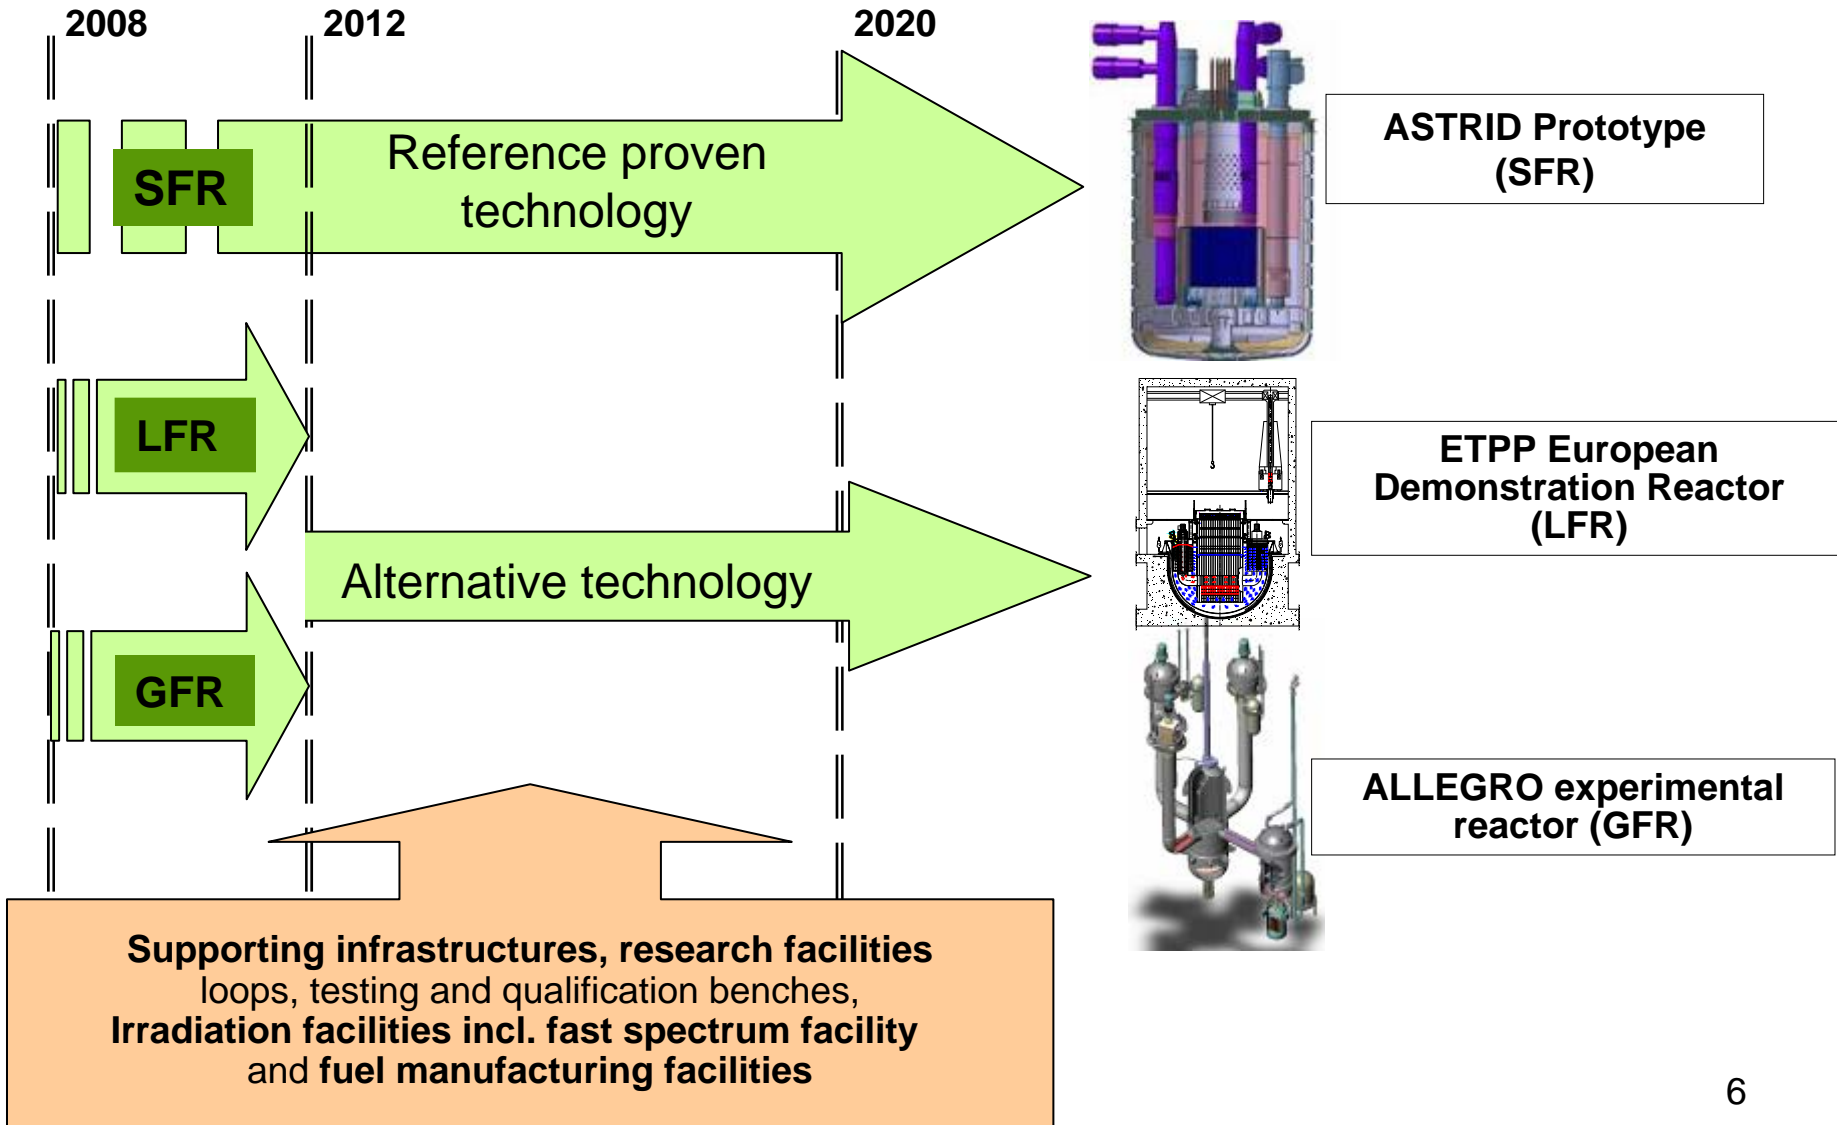 2008
2012
2020
SFR
Reference proven
technology
ASTRID Prototype
(SFR)
LFR
ETPP European
Demonstration Reactor
(LFR)
Alternative technology
GFR
ALLEGRO experimental
reactor (GFR)
Supporting infrastructures, research facilities
loops, testing and qualification benches,
Irradiation facilities incl. fast spectrum facility
and fuel manufacturing facilities
6